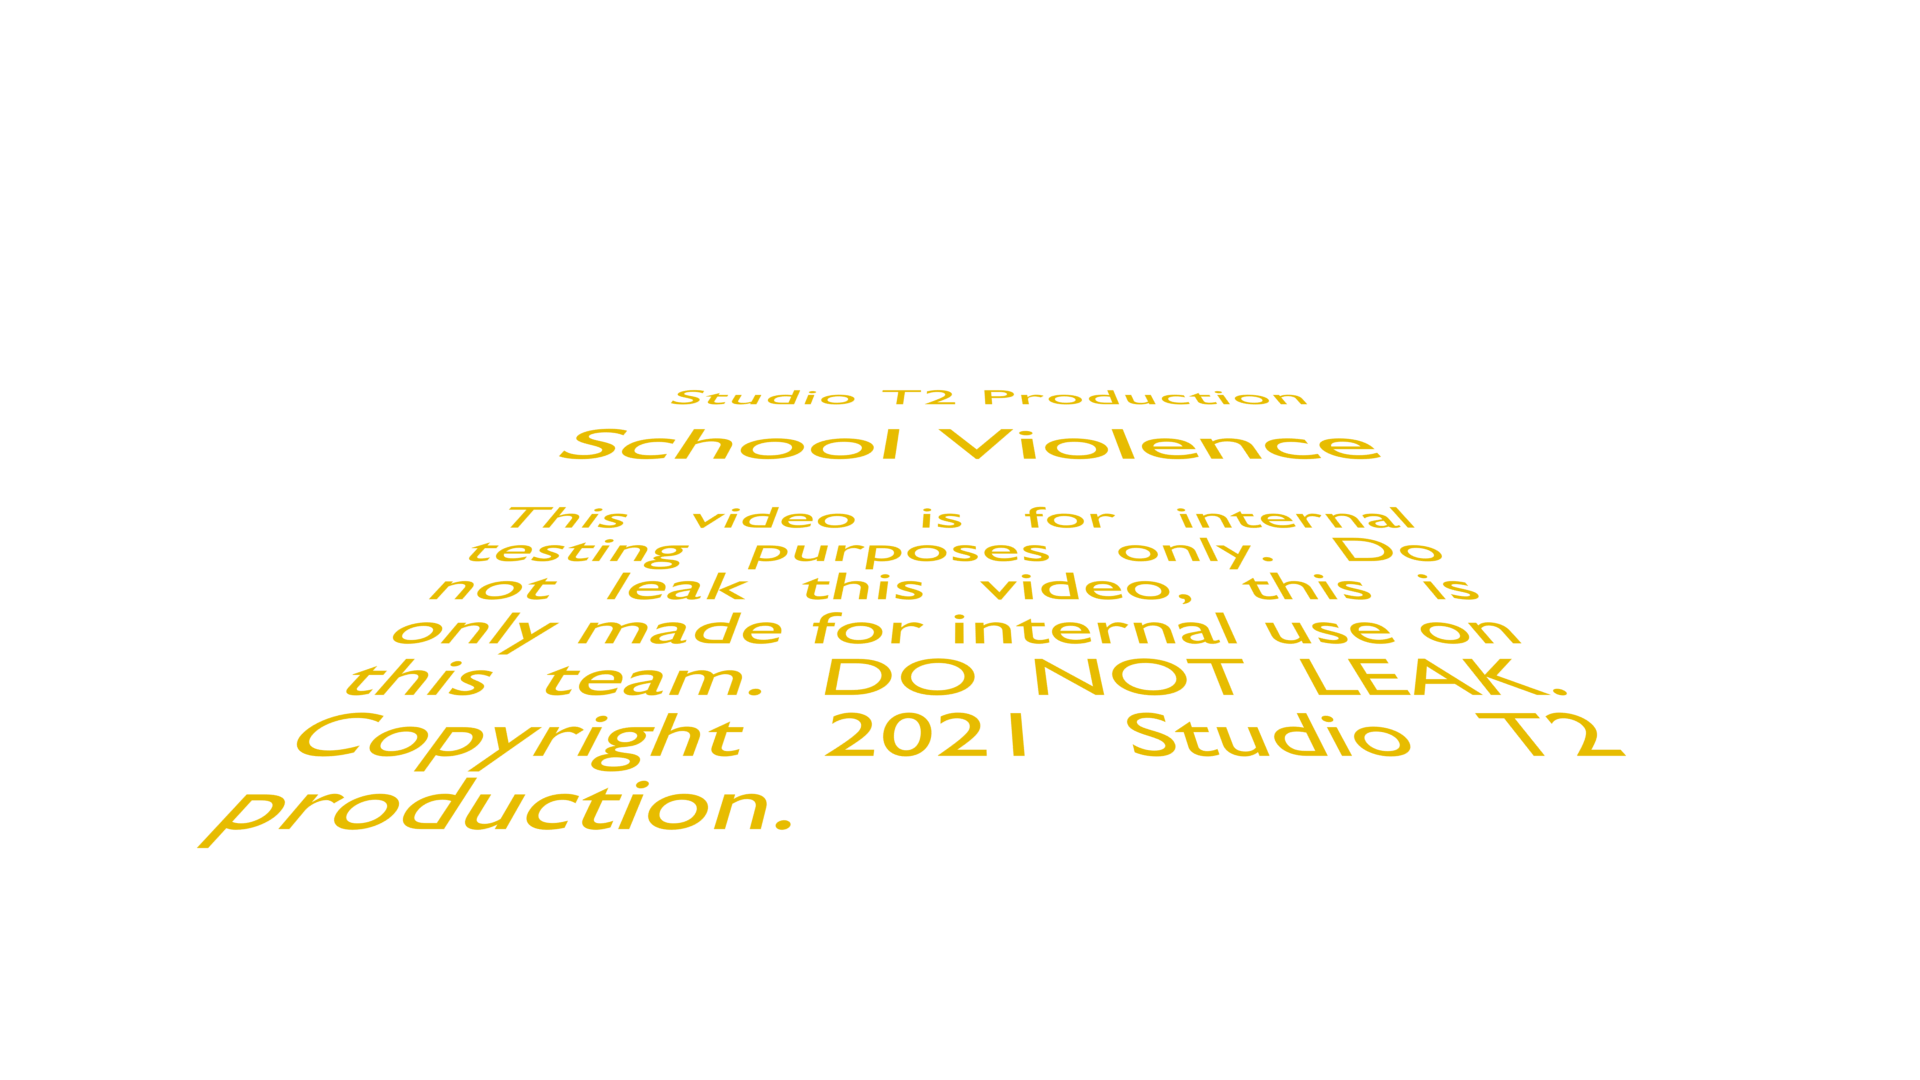 Studio T2 Production
School Violence
This video is for internal
testing purposes only. Do
not leak this video, this is
only made for internal use on
this team. DO NOT LEAK.
Copyright 2021 Studio T2
production.